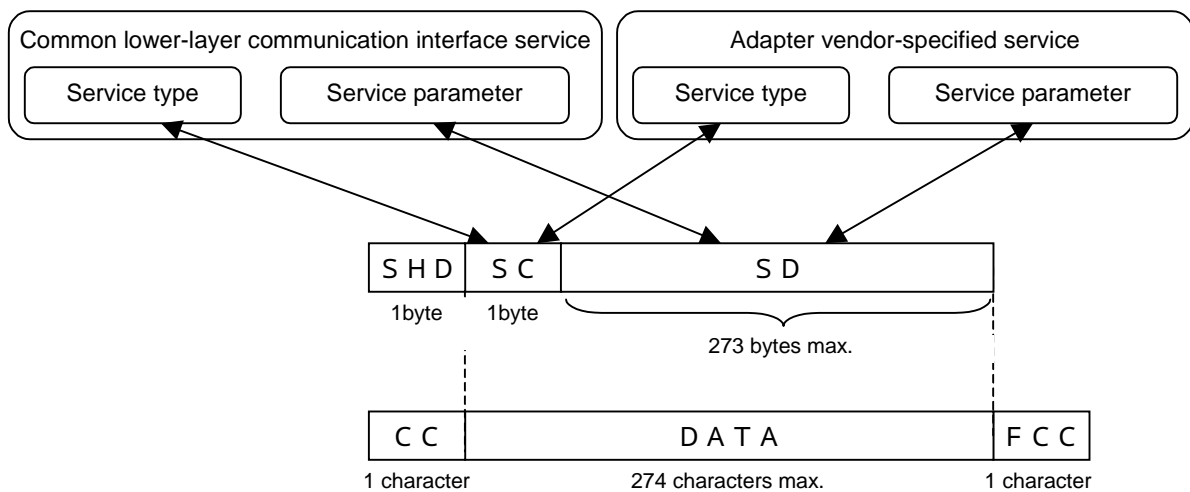 Common lower-layer communication interface service
Adapter vendor-specified service
Service type
Service parameter
Service type
Service parameter
S H D
S C
S D
1byte
1byte
273 bytes max.
C C
D A T A
F C C
1 character
274 characters max.
1 character